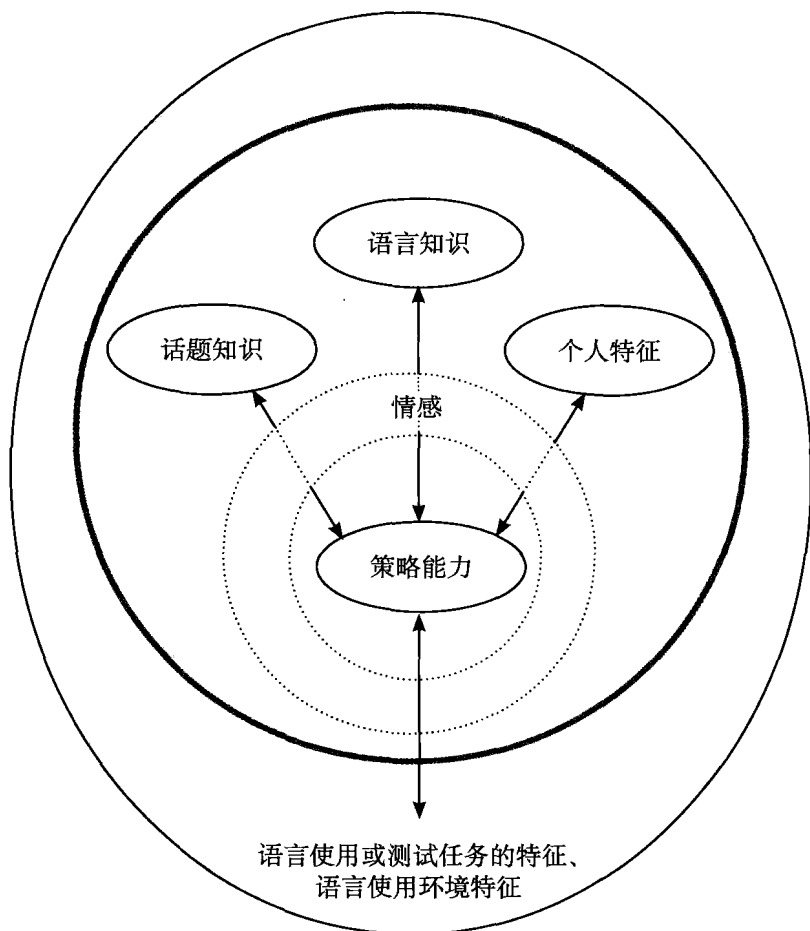 语言知识
话题知识
个人特征
情感
策略能力
语言使用或测试任务的特征、
语言使用环境特征